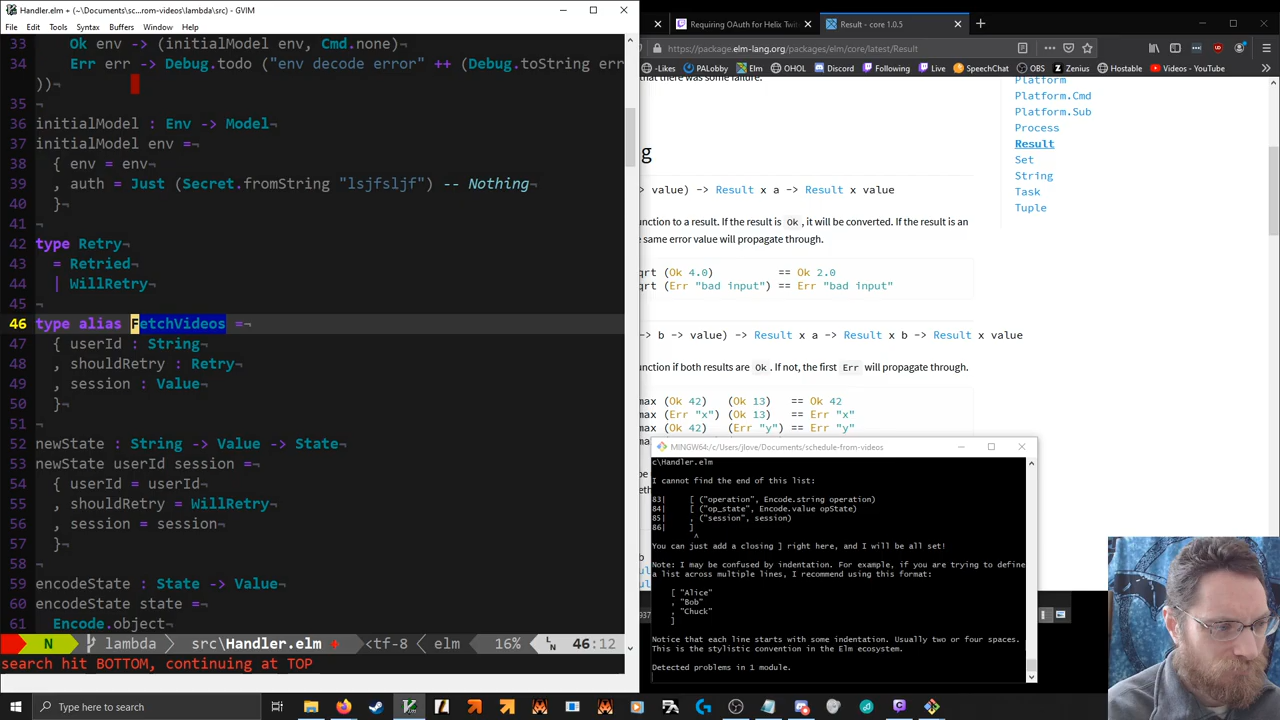 Handler.elm + (~\Documents\sc...rom-videos\lambda\src) - GVIM
File Edit Tools Syntax Buffers Window Help
33 Ok env -> (initialModel env, Cmd.none)¬
34 Err err -> Debug.todo ("env decode error" ++ (Debug.toString err
))¬
35 ¬
36 initialModel : Env -> Model¬
37 initialModel env =¬
38 { env = env¬
39 , auth = Just (Secret.fromString "lsjfsljf") -- Nothing¬
40 }¬
41 ¬
42 type Retry¬
43 = Retried¬
44 | WillRetry¬
45 ¬
46 type alias FetchVideos =¬
47 { userId : String¬
48 , shouldRetry : Retry¬
49 , session : Value¬
50 }¬
51 ¬
52 newState : String -> Value -> State¬
53 newState userId session =¬
54 { userId = userId¬
55 , shouldRetry = WillRetry¬
56 , session = session¬
57 }¬
58 ¬
59 encodeState : State -> Value¬
60 encodeState state =¬
61 Encode.object¬
N lambda src\Handler.elm + <tf-8 < elm 16% LN 46:12
search hit BOTTOM, continuing at TOP
Requiring OAuth for Helix Twit
Result - core 1.0.5
https://package.elm-lang.org/packages/elm/core/latest/Result
(Lambda) PALobby Elm OHOL Discord Following Live SpeechChat OBS Zenius Hostable Videos - YouTube
that there was some failure.
g
> value) -> Result x a -> Result x value
unction to a result. If the result is Ok, it will be converted. If the result is an
same error value will propagate through.
qrt (Ok 4.0) == Ok 2.0
qrt (Err "bad input") == Err "bad input"
-> b -> value) -> Result x a -> Result x b -> Result x value
unction if both results are Ok. If not, the first Err will propagate through.
max (Ok 42) (Ok 13) == Ok 42
max (Err "x") (Ok 13) == Err "x"
max (Ok 42) (Err "y") == Err "y"
Platform
Platform.Cmd
Platform.Sub
Process
Result
Set
String
Task
Tuple
MINGW64:/c/Users/jlove/Documents/schedule-from-videos
c\Handler.elm
I cannot find the end of this list:
83| [ ("operation", Encode.string operation)
84| [ ("op_state", Encode.value opState)
85| , ("session", session)
86| ]
^
You can just add a closing ] right here, and I will be all set!
Note: I may be confused by indentation. For example, if you are trying to define
a list across multiple lines, I recommend using this format:
[ "Alice"
, "Bob"
, "Chuck"
]
Notice that each line starts with some indentation. Usually two or four spaces.
This is the stylistic convention in the Elm ecosystem.
Detected problems in 1 module.
Type here to search